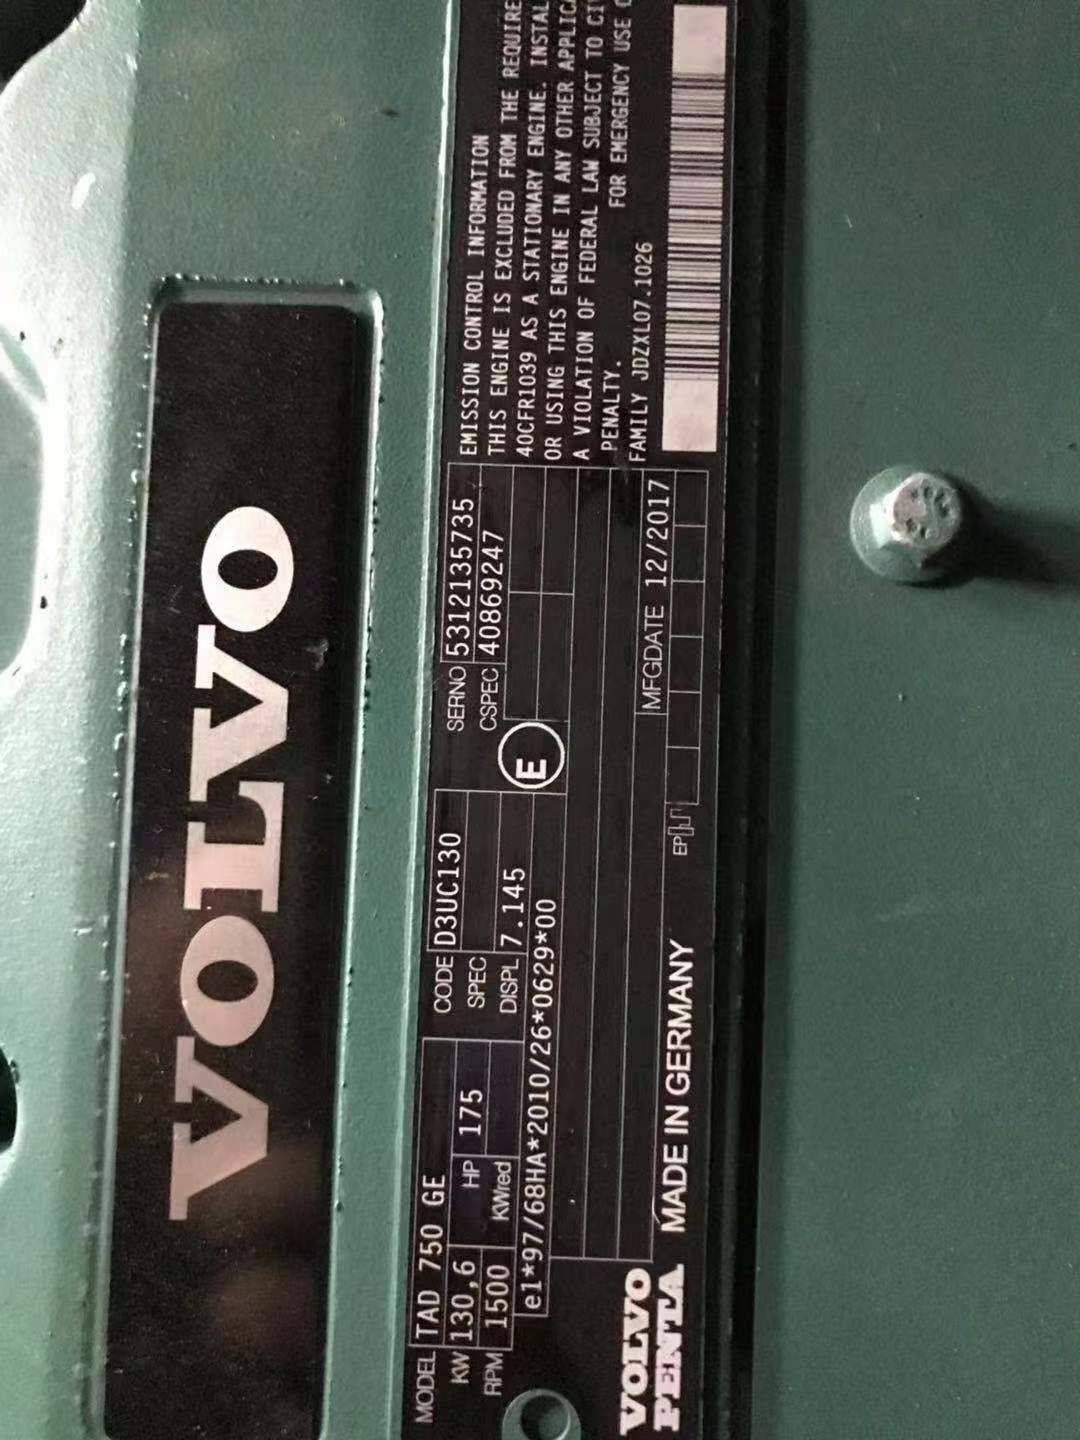 VOLVO
MODEL TAD 750 GE
KW 130,6 HP 175
RPM 1500 KWred
CODE D3UC130
SPEC
DISPL 7.145
SERNO 5312135735
CSPEC 40869247
e1*97/68HA*2010/26*0629*00
E
MFGDATE 12/2017
VOLVO
PENTA
MADE IN GERMANY
EMISSION CONTROL INFORMATION
THIS ENGINE IS EXCLUDED FROM THE
40CFR1039 AS A STATIONARY ENGINE.
OR USING THIS ENGINE IN ANY OTHER
A VIOLATION OF FEDERAL LAW SUBJECT TO
PENALTY. FOR EMERGENCY USE
FAMILY JDZXL07.1026